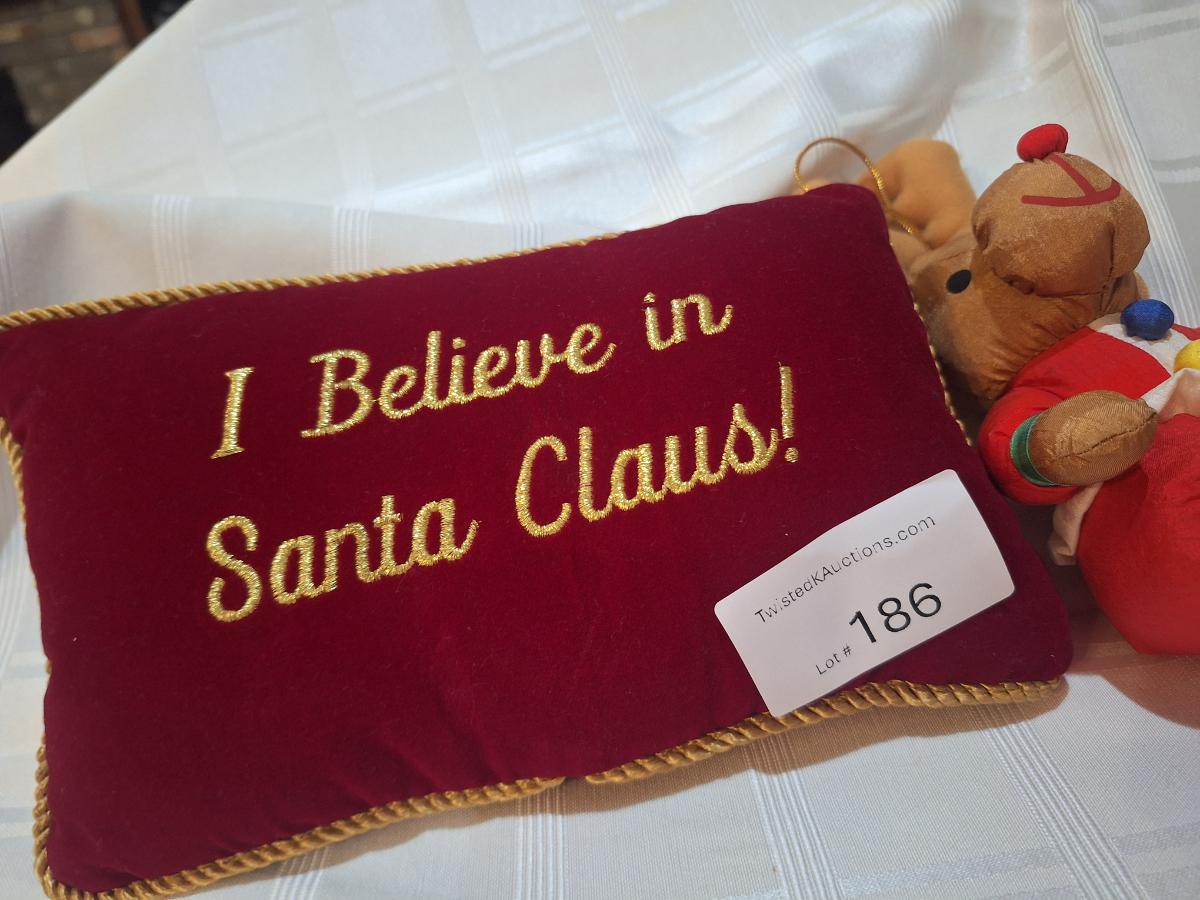 I Believe in
Santa Claus!
TwistedKAuctions.com
Lot # 186